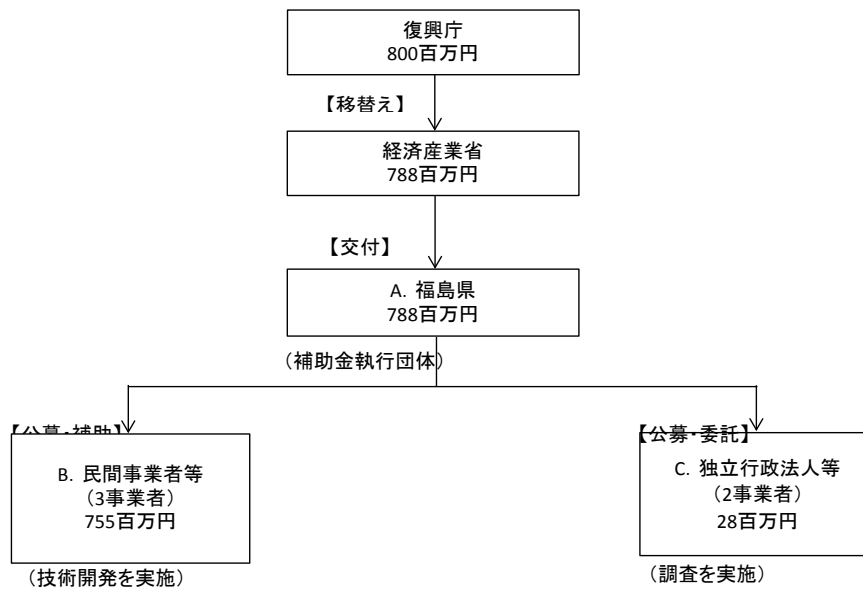 復興庁
800百万円
【移替え】
経済産業省
788百万円
【交付】
A. 福島県
788百万円
（補助金執行団体）
【公募・補助】
B. 民間事業者等
（3事業者）
755百万円
（技術開発を実施）
【公募・委託】
C. 独立行政法人等
（2事業者）
28百万円
（調査を実施）